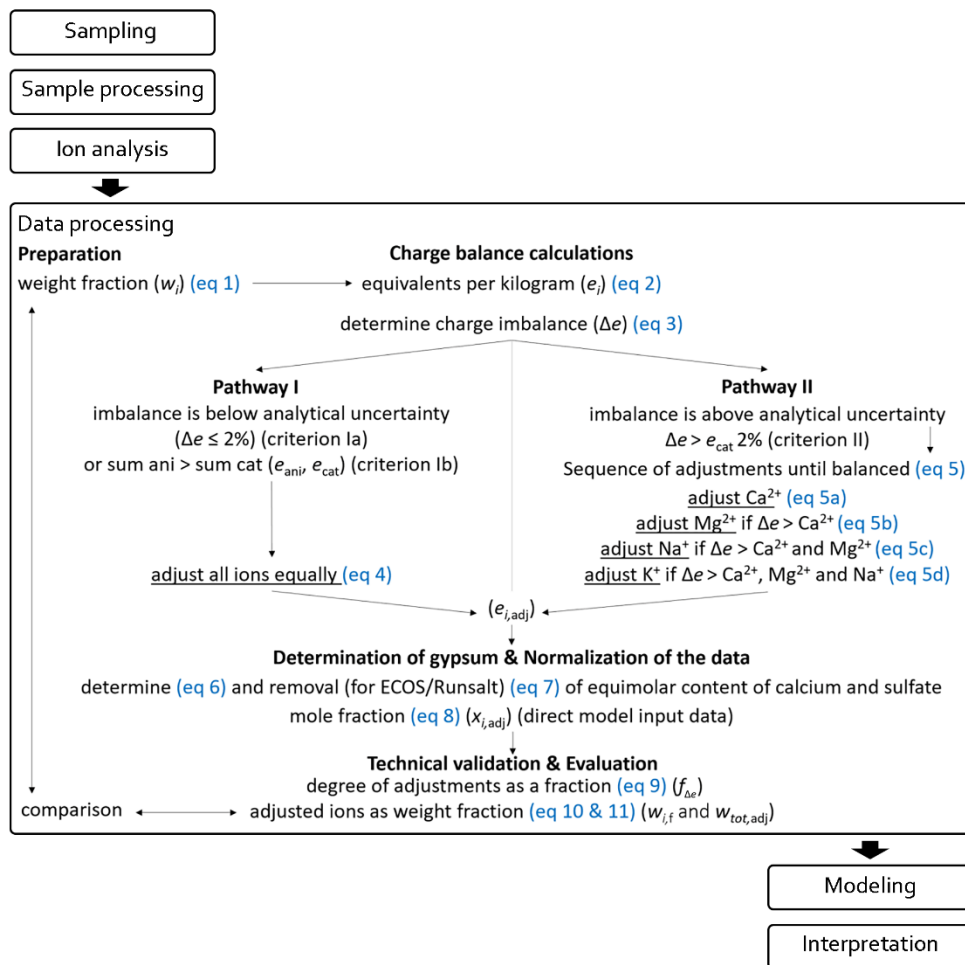 Sampling
Sample processing
Ion analysis
Data processing
Preparation
weight fraction (wᵢ) (eq 1)
Charge balance calculations
equivalents per kilogram (eᵢ) (eq 2)
determine charge imbalance (Δe) (eq 3)
Pathway I
imbalance is below analytical uncertainty
(Δe ≤ 2%) (criterion Ia)
or sum ani > sum cat (e_ani, e_cat) (criterion Ib)
adjust all ions equally (eq 4)
Pathway II
imbalance is above analytical uncertainty
Δe > e_cat 2% (criterion II)
Sequence of adjustments until balanced (eq 5)
adjust Ca²⁺ (eq 5a)
adjust Mg²⁺ if Δe > Ca²⁺ (eq 5b)
adjust Na⁺ if Δe > Ca²⁺ and Mg²⁺ (eq 5c)
adjust K⁺ if Δe > Ca²⁺, Mg²⁺ and Na⁺ (eq 5d)
(e_i,adj)
Determination of gypsum & Normalization of the data
determine (eq 6) and removal (for ECOS/Runsalt) (eq 7) of equimolar content of calcium and sulfate
mole fraction (eq 8) (x_i,adj) (direct model input data)
Technical validation & Evaluation
degree of adjustments as a fraction (eq 9) (f_Δe)
comparison
adjusted ions as weight fraction (eq 10 & 11) (w_i,f and w_tot,adj)
Modeling
Interpretation